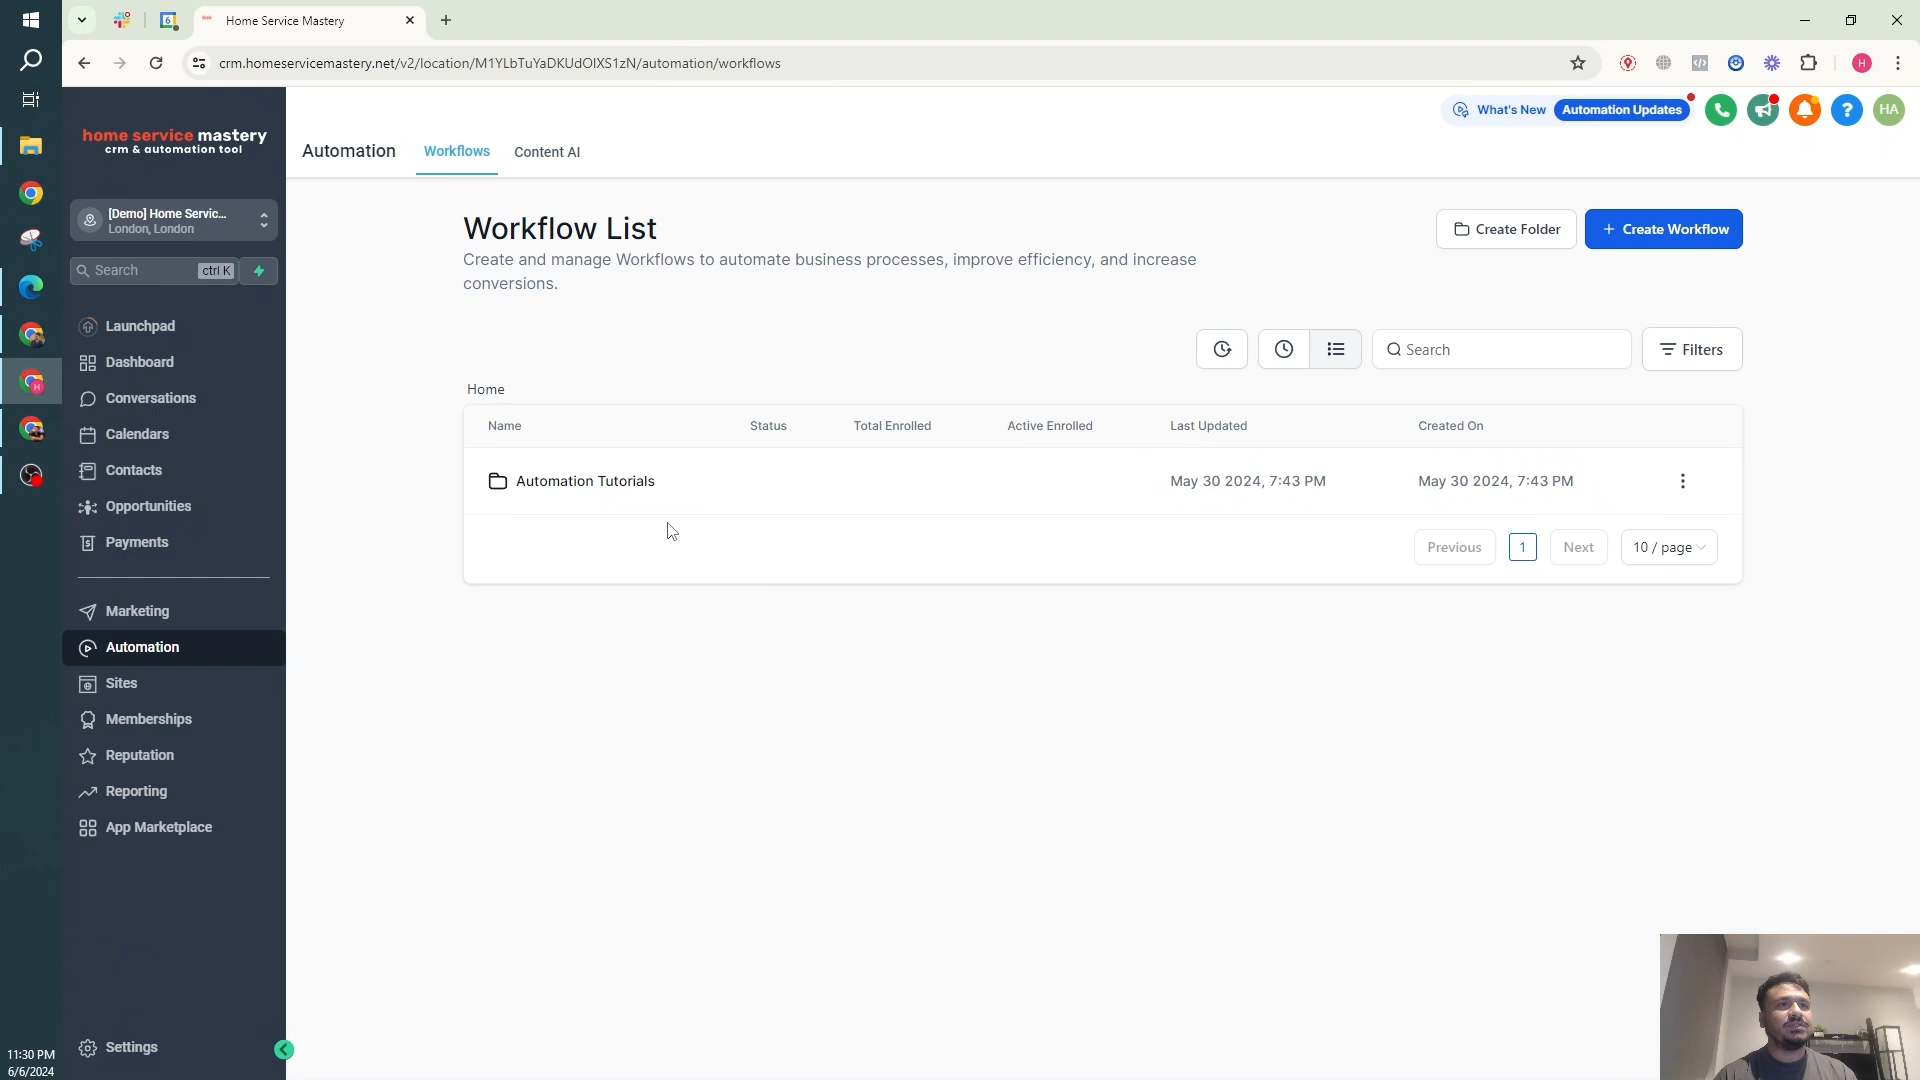 6
Home Service Mastery
crm.homeservicemastery.net/v2/location/M1YLbTuYaDKUdOIXS1zN/automation/workflows
H
What's New
Automation Updates
HA
home service mastery
crm & automation tool
[Demo] Home Servic...
London, London
Search
ctrl K
Launchpad
Dashboard
Conversations
Calendars
Contacts
Opportunities
Payments
Marketing
Automation
Sites
Memberships
Reputation
Reporting
App Marketplace
Settings
Automation
Workflows
Content AI
Workflow List
Create and manage Workflows to automate business processes, improve efficiency, and increase
conversions.
Create Folder
+ Create Workflow
Search
Filters
Home
Name
Status
Total Enrolled
Active Enrolled
Last Updated
Created On
Automation Tutorials
May 30 2024, 7:43 PM
May 30 2024, 7:43 PM
Previous
1
Next
10 / page
H
11:30 PM
6/6/2024